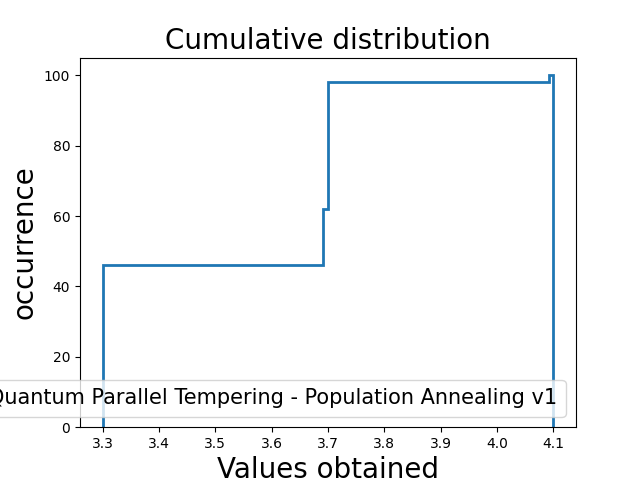 Cumulative distribution
occurrence
100
80
60
40
20
0
Quantum Parallel Tempering - Population Annealing v1
3.3 3.4 3.5 3.6 3.7 3.8 3.9 4.0 4.1
Values obtained